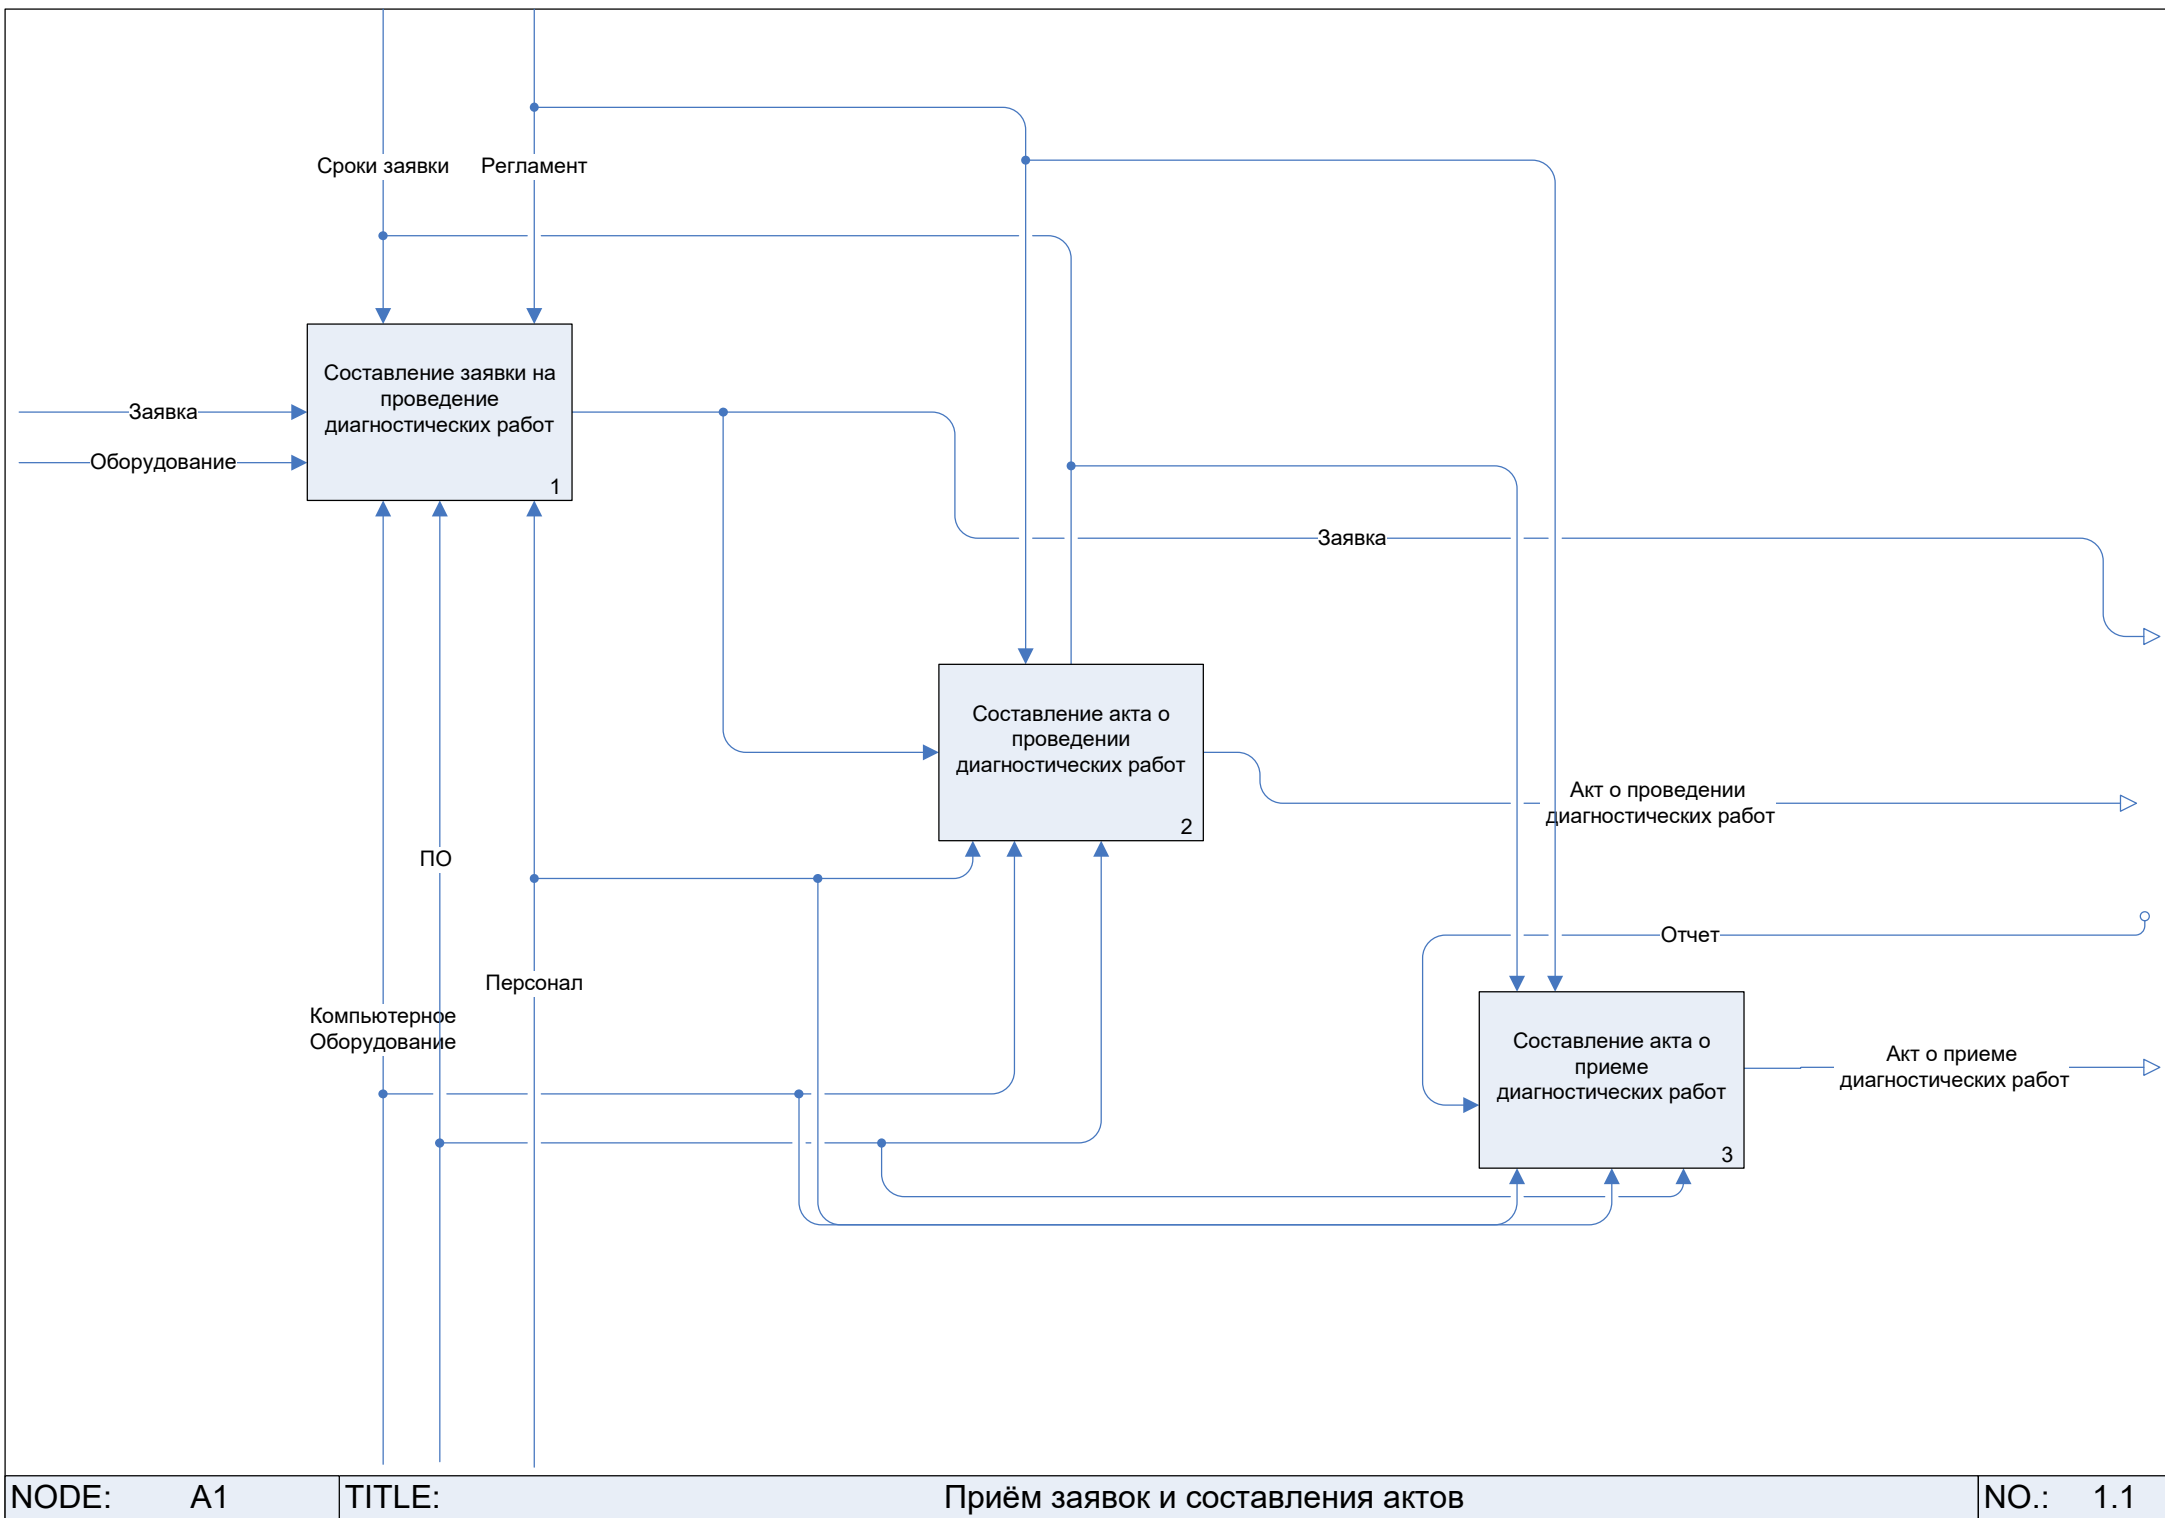 Сроки заявки
Регламент
Составление заявки на
проведение
диагностических работ
1
Заявка
Оборудование
Заявка
Составление акта о
проведении
диагностических работ
2
Акт о проведении
диагностических работ
ПО
Отчет
Персонал
Компьютерное
Оборудование
Составление акта о
приеме
диагностических работ
3
Акт о приеме
диагностических работ
NODE: A1
TITLE: Приём заявок и составления актов
NO.: 1.1